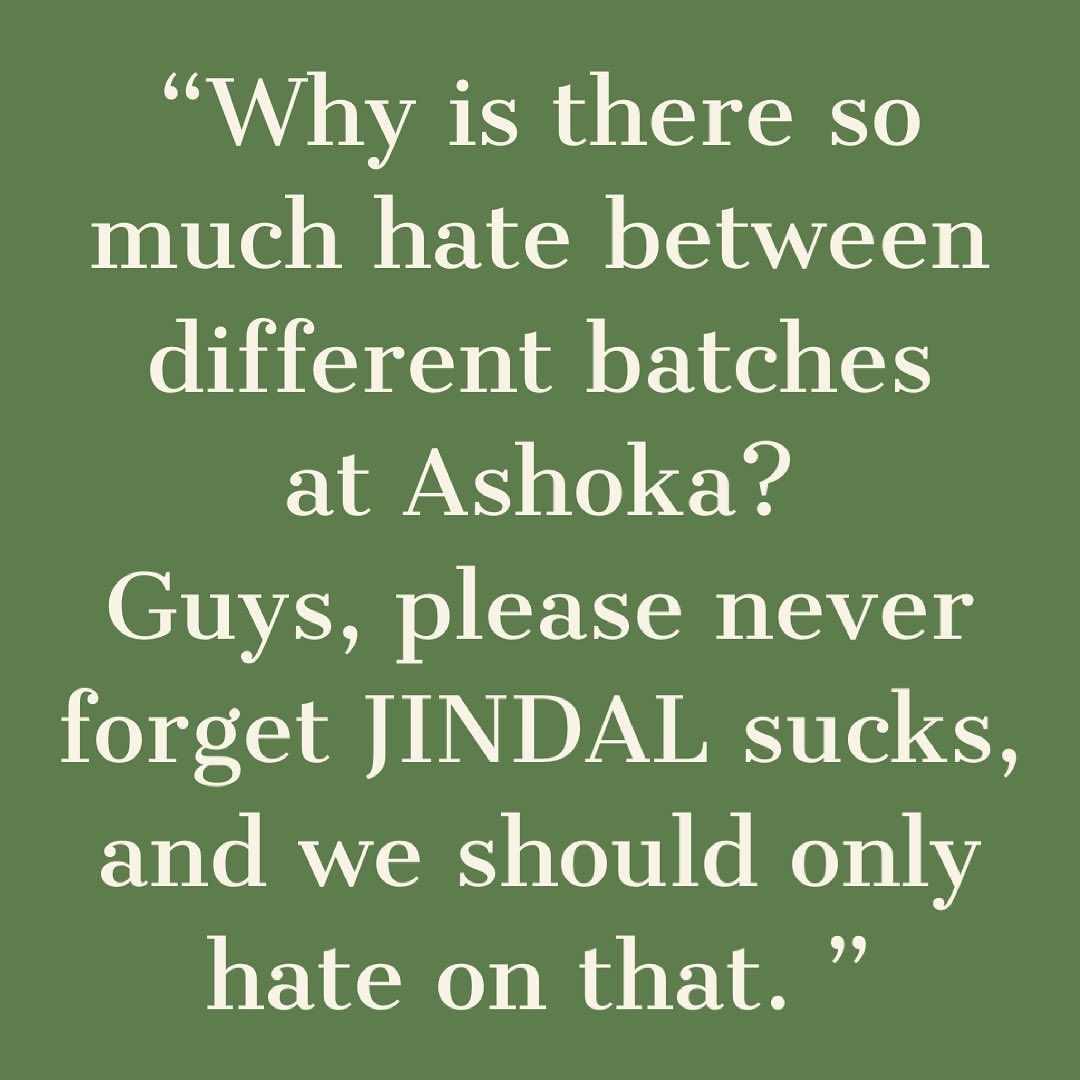 “Why is there so
much hate between
different batches
at Ashoka?
Guys, please never
forget JINDAL sucks,
and we should only
hate on that. ”